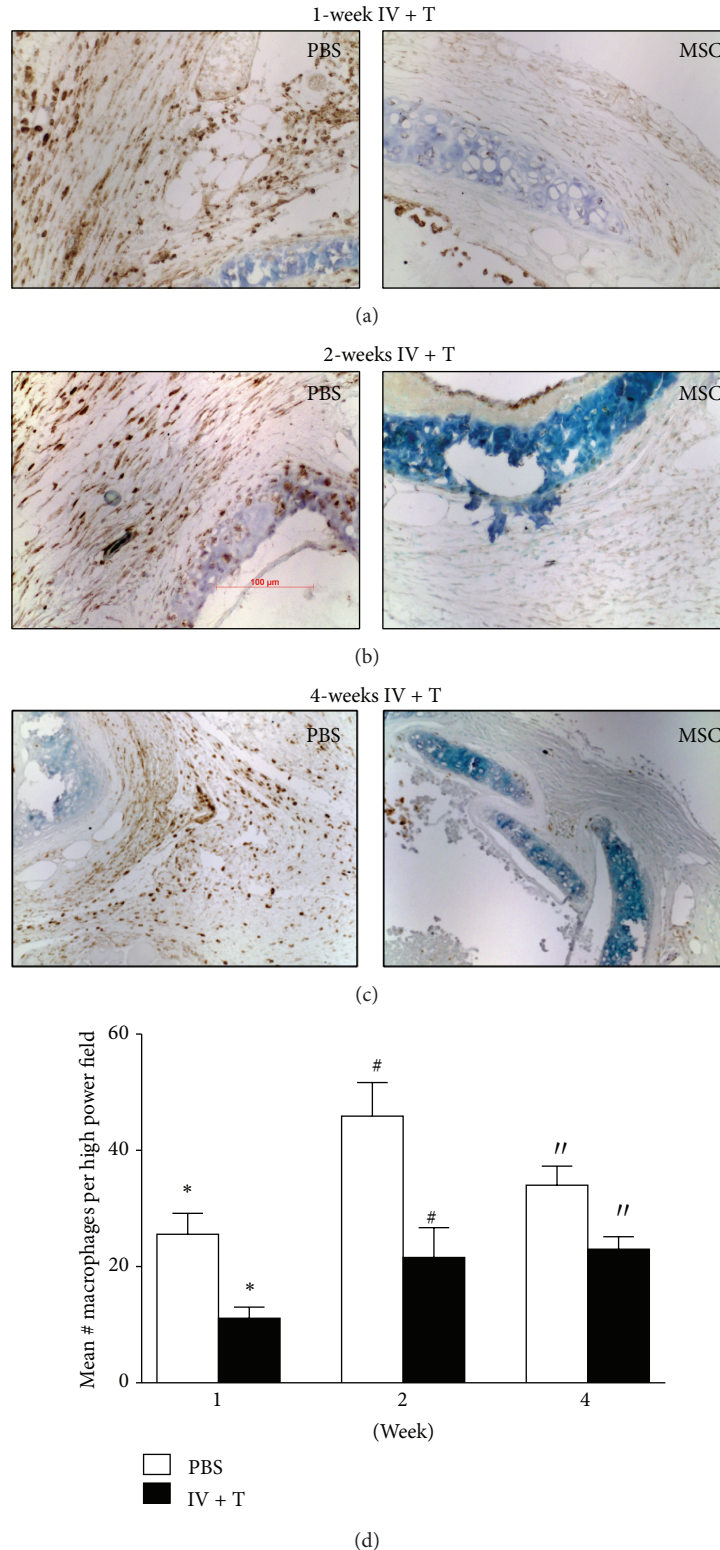 1-week IV + T
PBS
MSC
(a)
2-weeks IV + T
PBS
MSC
100 µm
(b)
4-weeks IV + T
PBS
MSC
(c)
Mean # macrophages per high power field
60
40
20
0
*
*
#
#
″
″
1
2
4
(Week)
PBS
IV + T
(d)